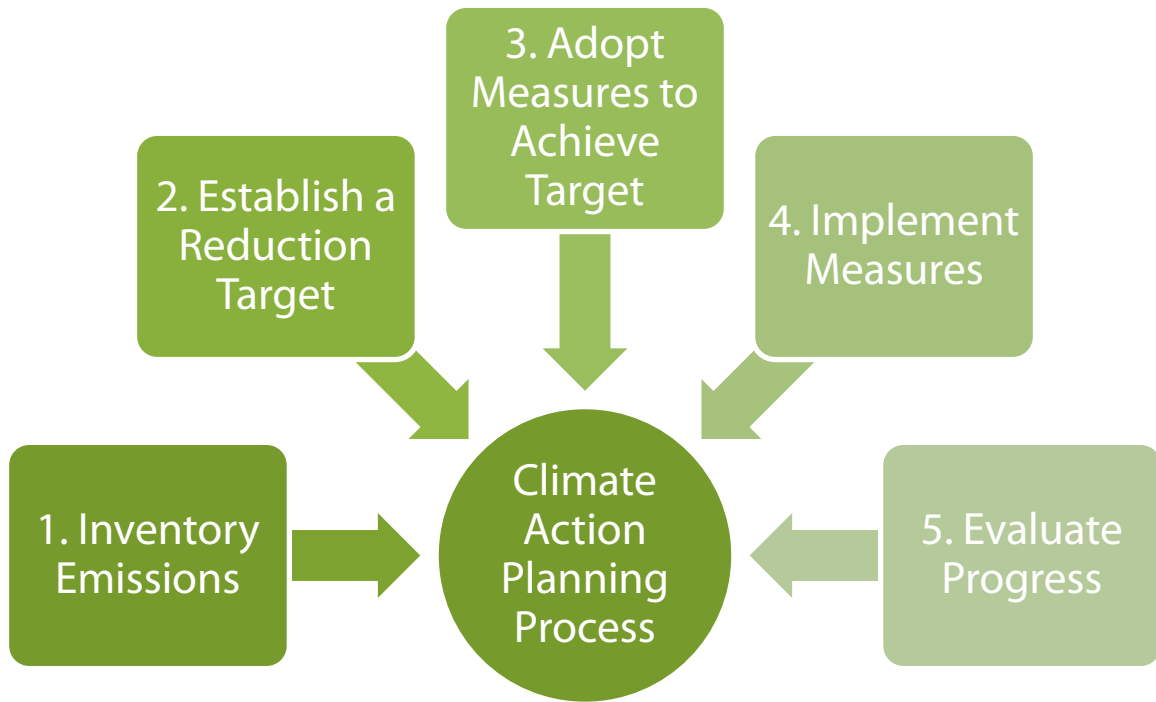 1. Inventory
Emissions
2. Establish a
Reduction
Target
3. Adopt
Measures to
Achieve
Target
4. Implement
Measures
5. Evaluate
Progress
Climate
Action
Planning
Process